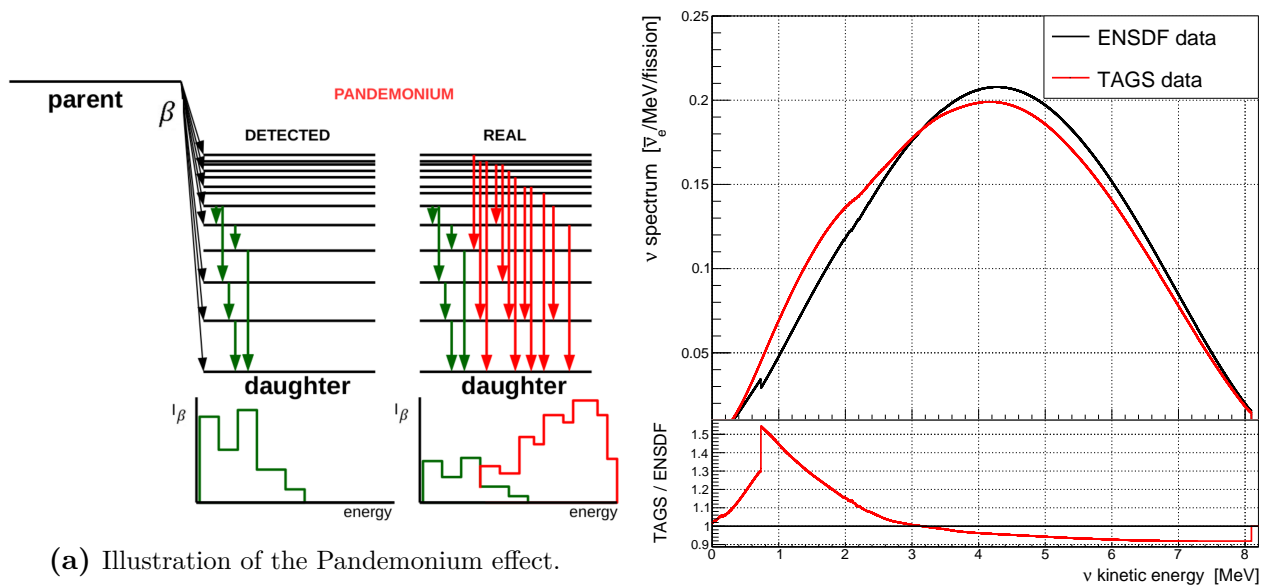 parent
β
PANDEMONIUM
DETECTED
REAL
daughter
daughter
I β
energy
I β
energy
(a) Illustration of the Pandemonium effect.
ν spectrum [ν̅e/MeV/fission]
0.25
0.2
0.15
0.1
0.05
ENSDF data
TAGS data
TAGS / ENSDF
1.5
1.4
1.3
1.2
1.1
1
0.9
0 1 2 3 4 5 6 7 8
ν kinetic energy [MeV]